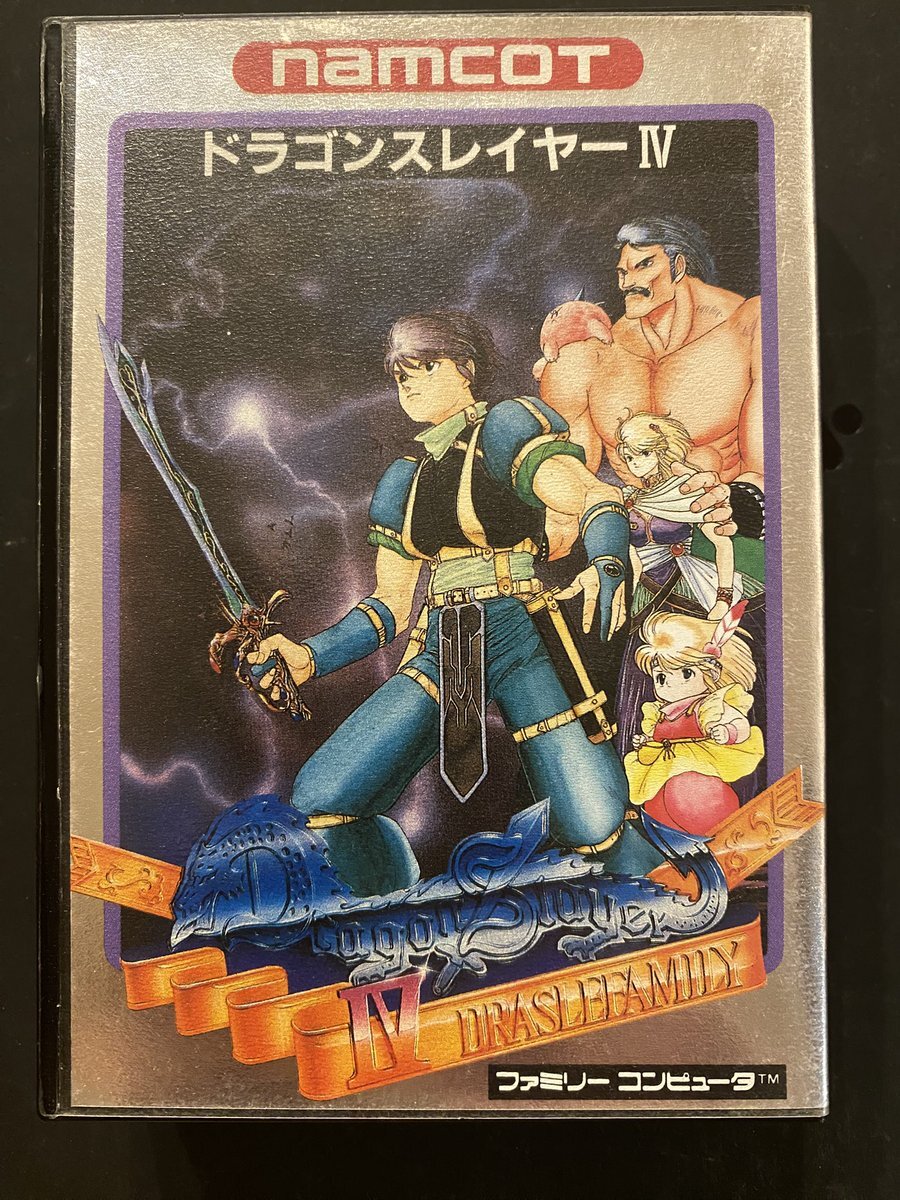 namcoT
ドラゴンスレイヤーIV
Dragon Slayer
IV DRASLEFAMILY
ファミリー コンピュータ™